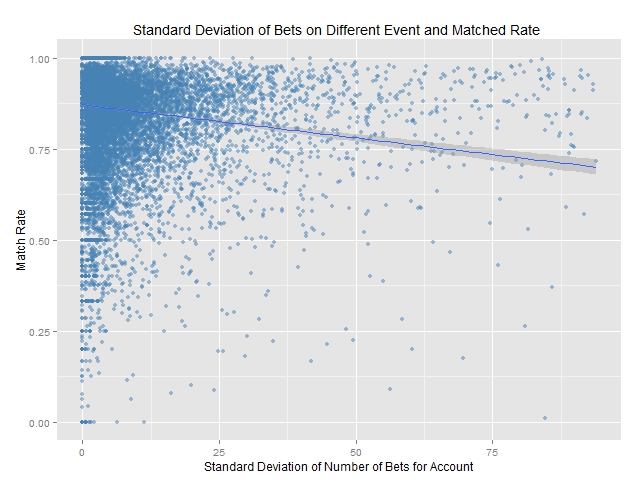 Standard Deviation of Bets on Different Event and Matched Rate
1.00
0.75
0.50
0.25
0.00
Match Rate
0 25 50 75
Standard Deviation of Number of Bets for Account